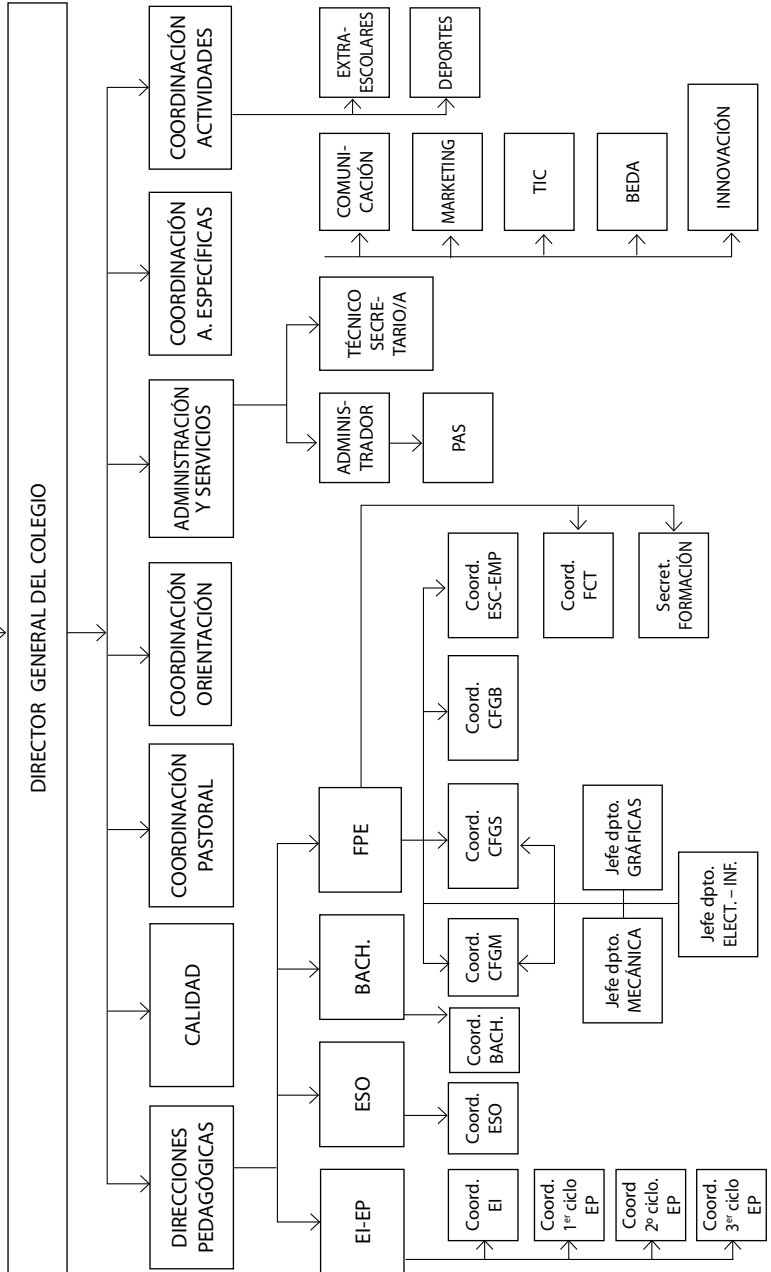 DIRECTOR GENERAL DEL COLEGIO
DIRECCIONES
PEDAGÓGICAS
CALIDAD
COORDINACIÓN
PASTORAL
COORDINACIÓN
ORIENTACIÓN
ADMINISTRACIÓN
Y SERVICIOS
COORDINACIÓN
A. ESPECÍFICAS
COORDINACIÓN
ACTIVIDADES
EI-EP
ESO
BACH.
FPE
ADMINIS-
TRADOR
TÉCNICO
SECRE-
TARIO/A
COMUNI-
CACIÓN
EXTRA-
ESCOLARES
PAS
MARKETING
DEPORTES
TIC
BEDA
INNOVACIÓN
Coord.
EI
Coord.
ESO
Coord.
BACH.
Coord.
CFGM
Coord.
CFGS
Coord.
CFGB
Coord.
ESC-EMP
Coord.
1er ciclo
EP
Coord
2º ciclo.
EP
Coord.
3er ciclo
EP
Coord.
FCT
Secret.
FORMACIÓN
Jefe dpto.
MECÁNICA
Jefe dpto.
GRÁFICAS
Jefe dpto.
ELECT. – INF.